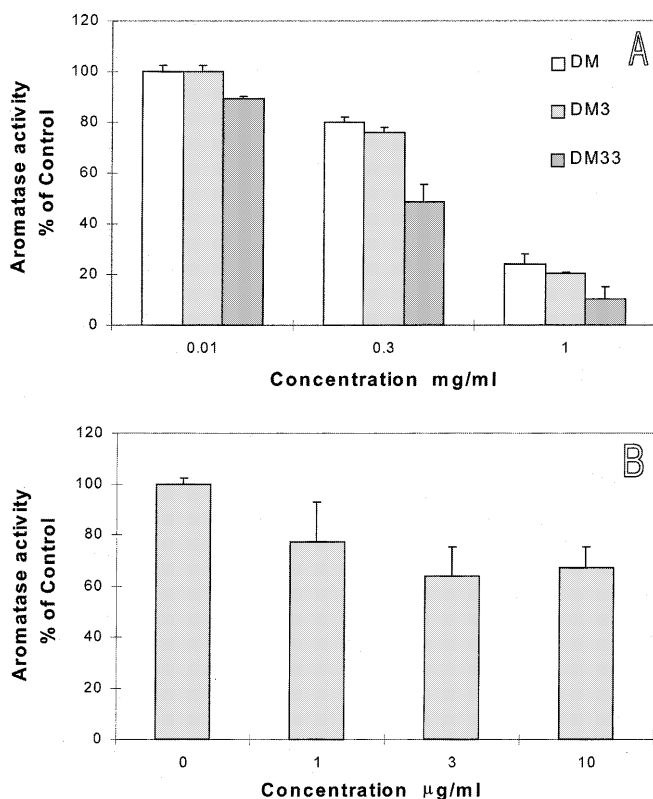 A
120
100
80
60
40
20
0
Aromatase activity
% of Control
DM
DM3
DM33
0.01 0.3 1
Concentration mg/ml
B
120
100
80
60
40
20
0
Aromatase activity
% of Control
0 1 3 10
Concentration μg/ml